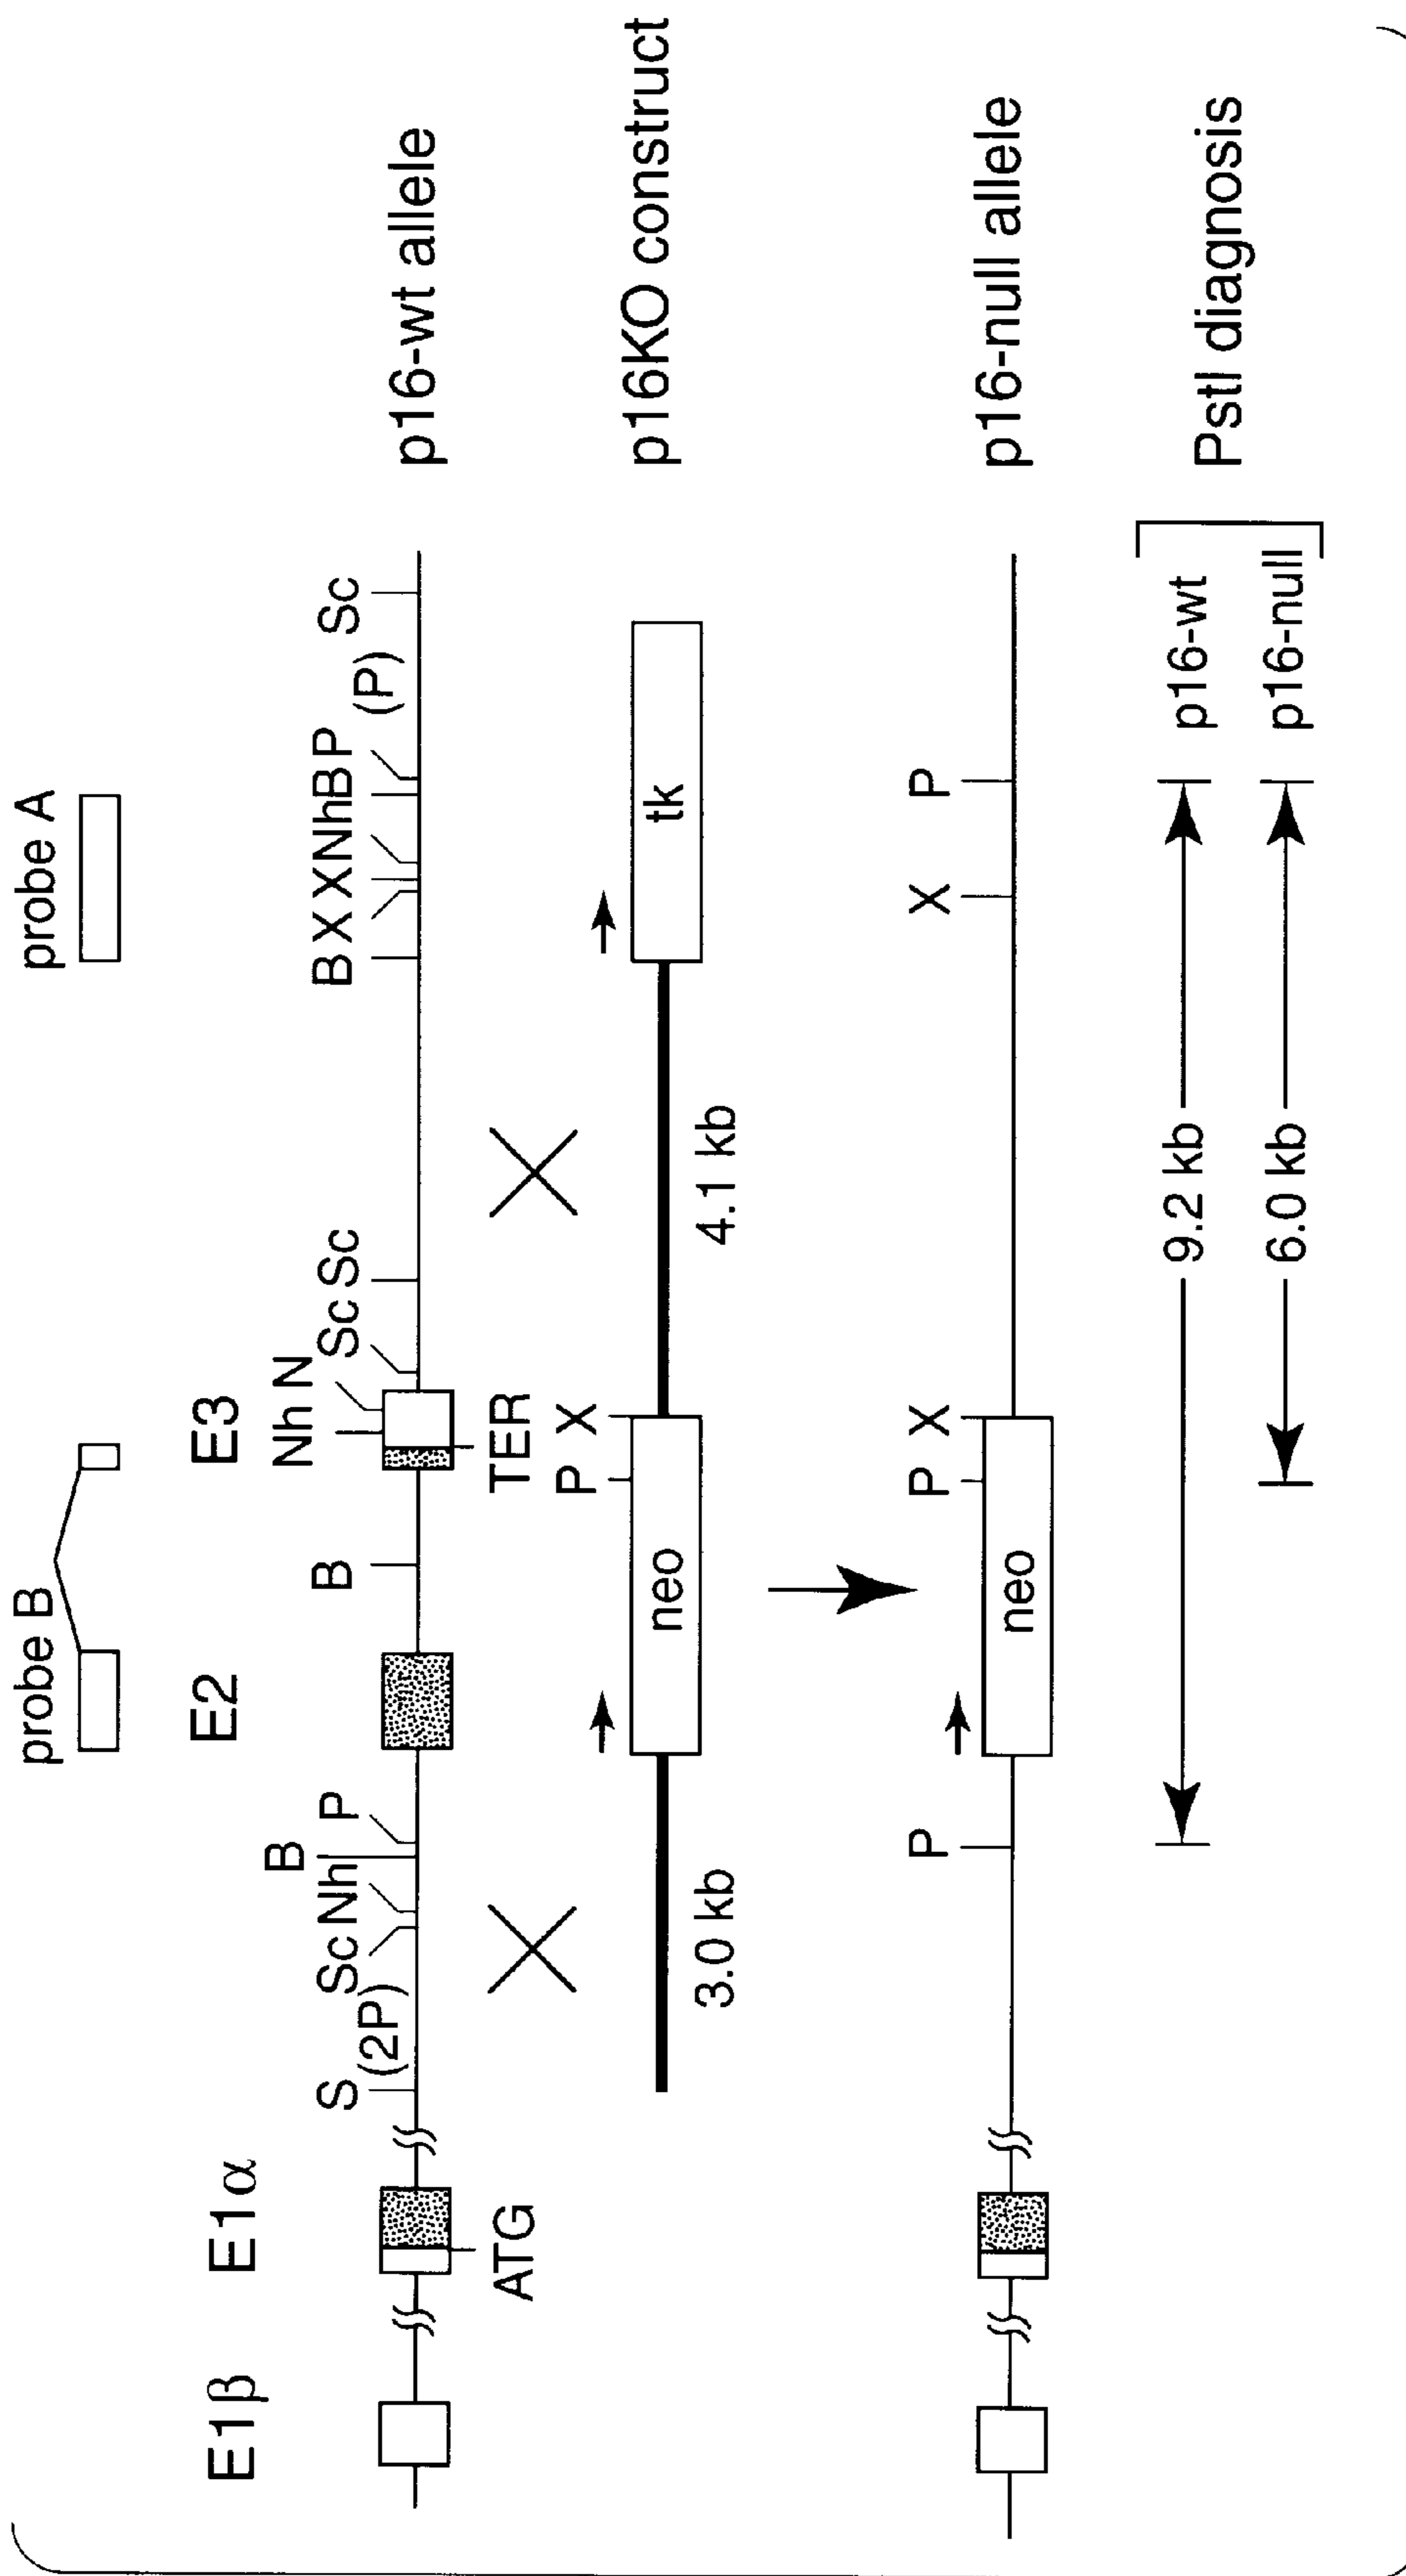 probe B probe A
E1β E1α E2 E3
S (2P) Sc Nh B P B Nh N Sc Sc B X X Nh B P (P) Sc
p16-wt allele
ATG TER
P X
neo tk
p16KO construct
3.0 kb 4.1 kb
P P X X P
neo
p16-null allele
9.2 kb p16-wt
PstI diagnosis
6.0 kb p16-null